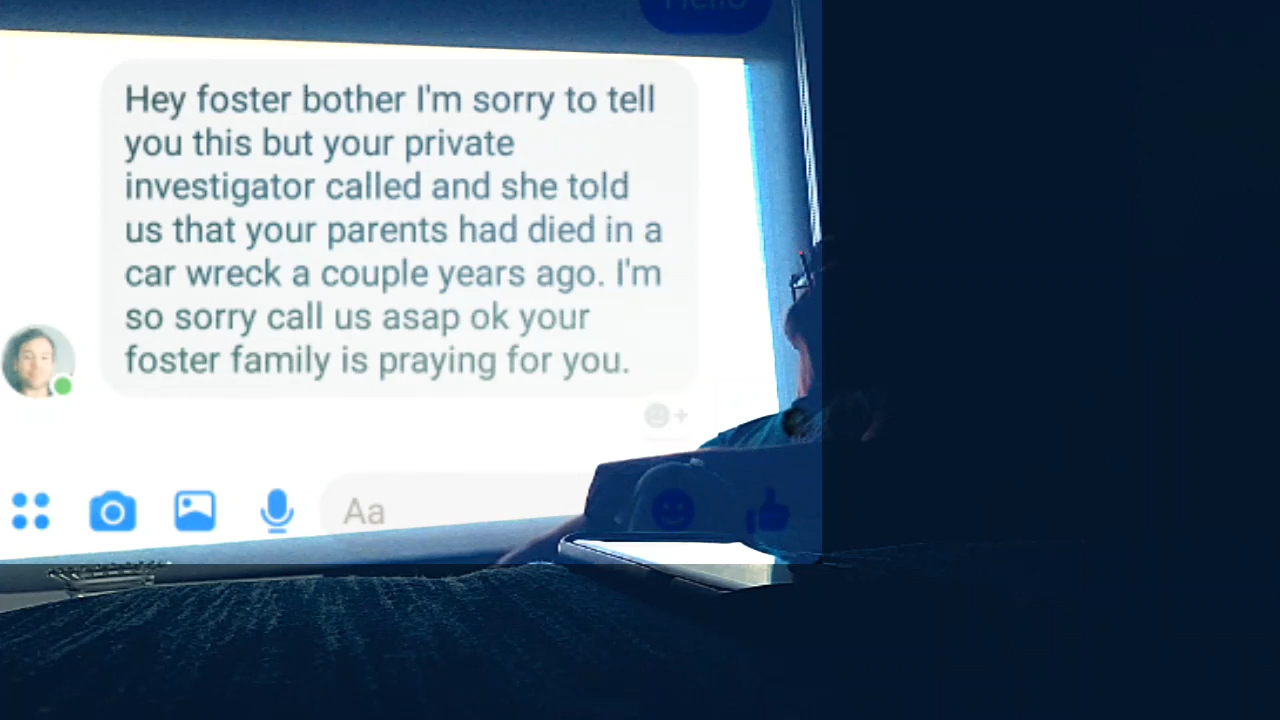 Hello
Hey foster bother I'm sorry to tell
you this but your private
investigator called and she told
us that your parents had died in a
car wreck a couple years ago. I'm
so sorry call us asap ok your
foster family is praying for you.
Aa